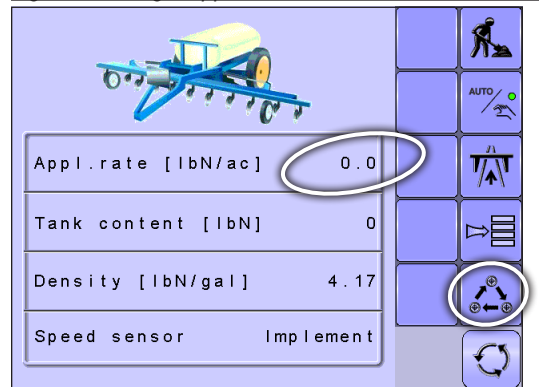 AUTO
Appl.rate [lbN/ac] 0.0
Tank content [lbN] 0
Density [lbN/gal] 4.17
Speed sensor Implement